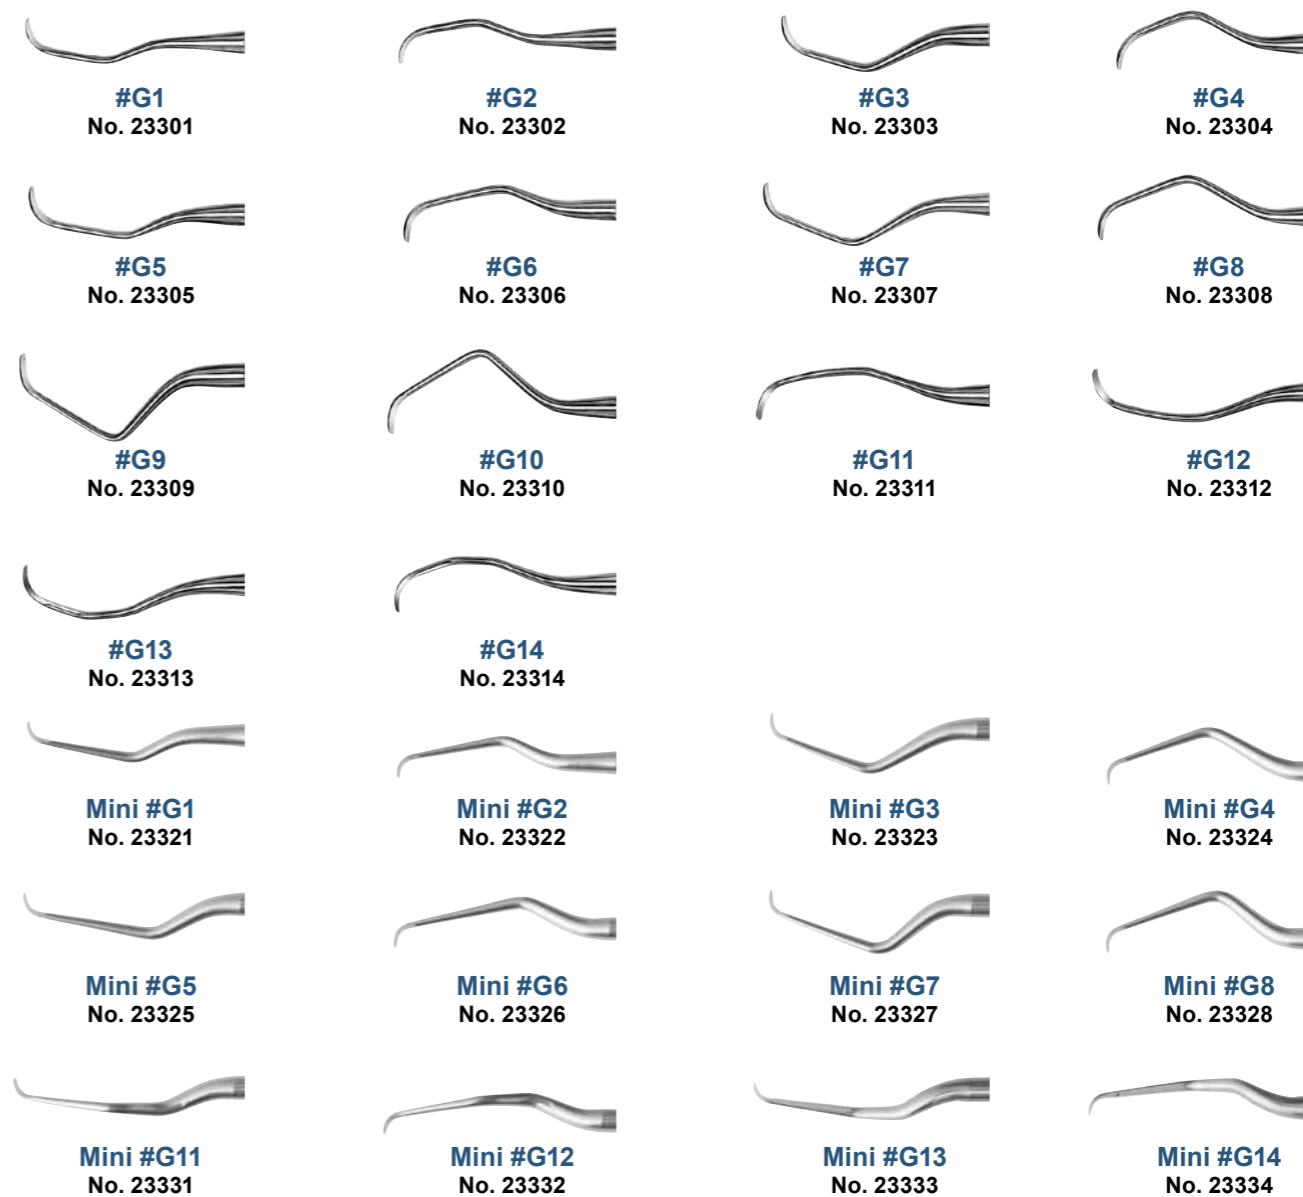 #G1
No. 23301
#G2
No. 23302
#G3
No. 23303
#G4
No. 23304
#G5
No. 23305
#G6
No. 23306
#G7
No. 23307
#G8
No. 23308
#G9
No. 23309
#G10
No. 23310
#G11
No. 23311
#G12
No. 23312
#G13
No. 23313
#G14
No. 23314
Mini #G1
No. 23321
Mini #G2
No. 23322
Mini #G3
No. 23323
Mini #G4
No. 23324
Mini #G5
No. 23325
Mini #G6
No. 23326
Mini #G7
No. 23327
Mini #G8
No. 23328
Mini #G11
No. 23331
Mini #G12
No. 23332
Mini #G13
No. 23333
Mini #G14
No. 23334